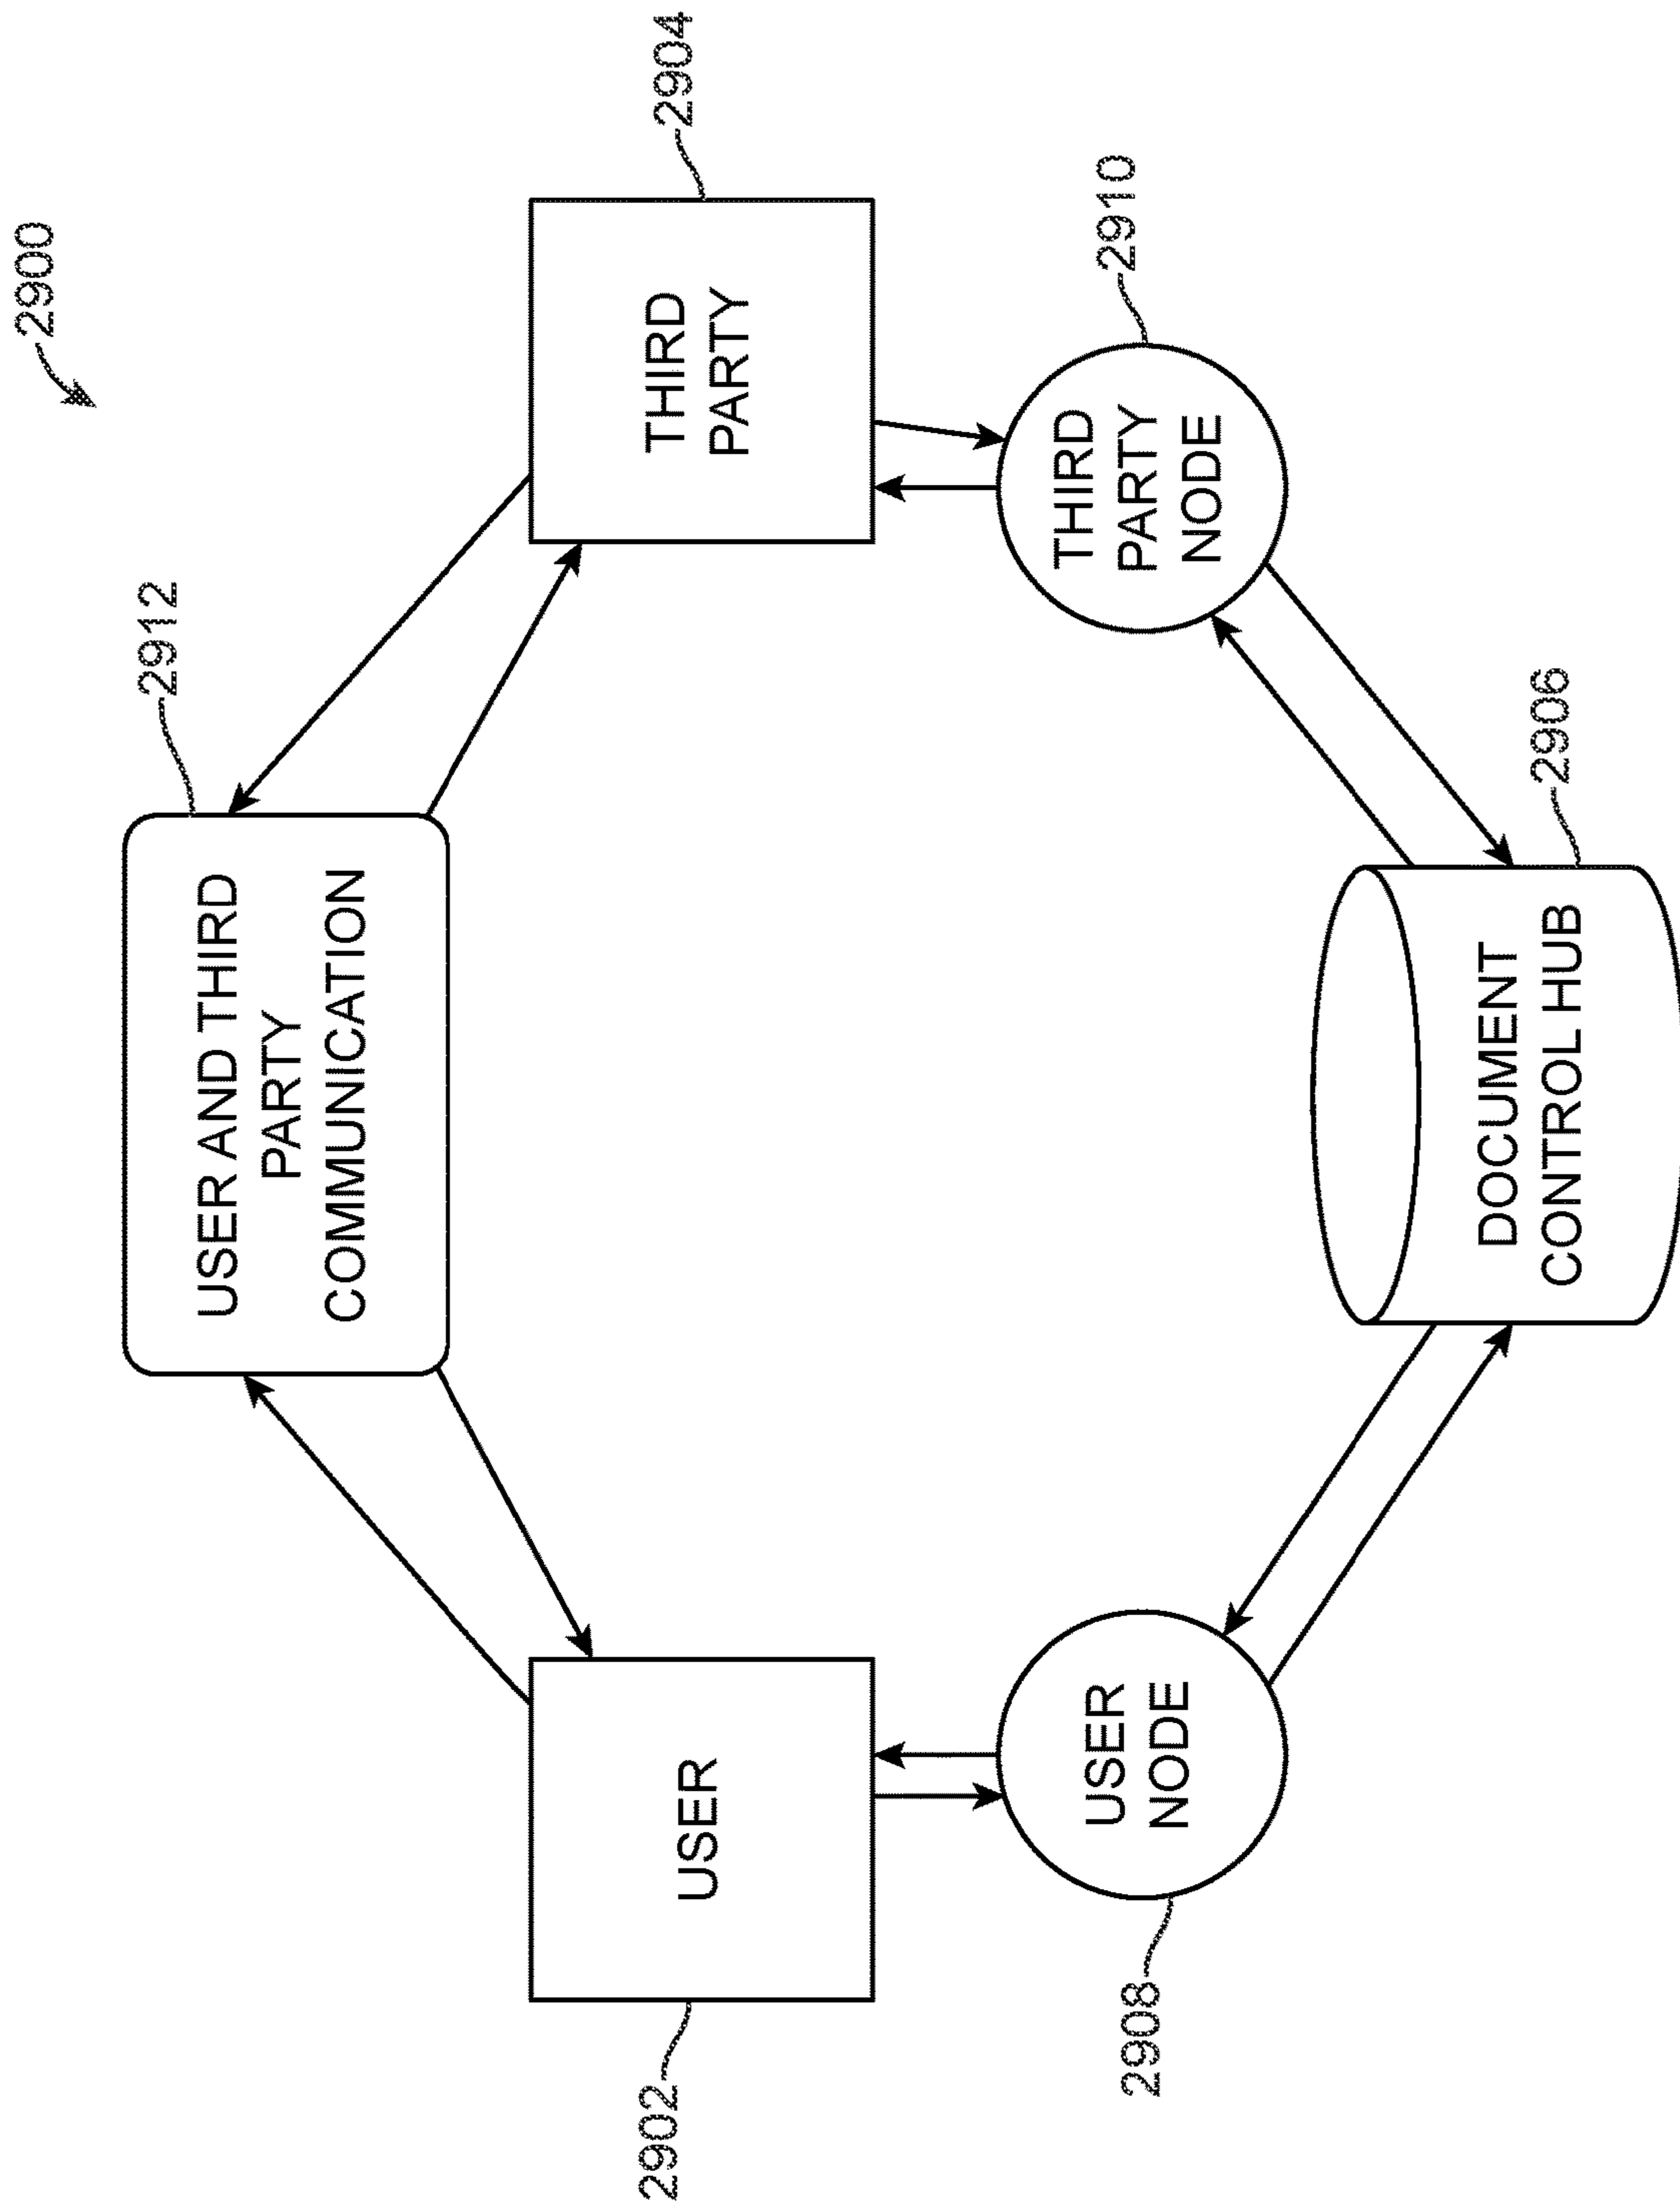 2900
2912
USER AND THIRD
PARTY
COMMUNICATION
2902
USER
THIRD
PARTY
2904
2908
USER
NODE
THIRD
PARTY
NODE
2910
DOCUMENT
CONTROL HUB
2906